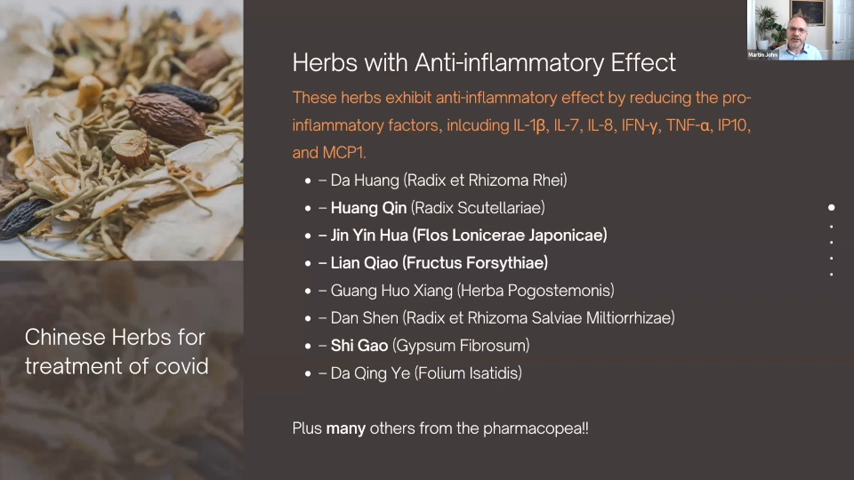 Herbs with Anti-inflammatory Effect
These herbs exhibit anti-inflammatory effect by reducing the pro-
inflammatory factors, inlcuding IL-1β, IL-7, IL-8, IFN-γ, TNF-α, IP10,
and MCP1.
• – Da Huang (Radix et Rhizoma Rhei)
• – Huang Qin (Radix Scutellariae)
• – Jin Yin Hua (Flos Lonicerae Japonicae)
• – Lian Qiao (Fructus Forsythiae)
• – Guang Huo Xiang (Herba Pogostemonis)
• – Dan Shen (Radix et Rhizoma Salviae Miltiorrhizae)
• – Shi Gao (Gypsum Fibrosum)
• – Da Qing Ye (Folium Isatidis)
Plus many others from the pharmacopea!!
Chinese Herbs for
treatment of covid
Martin John